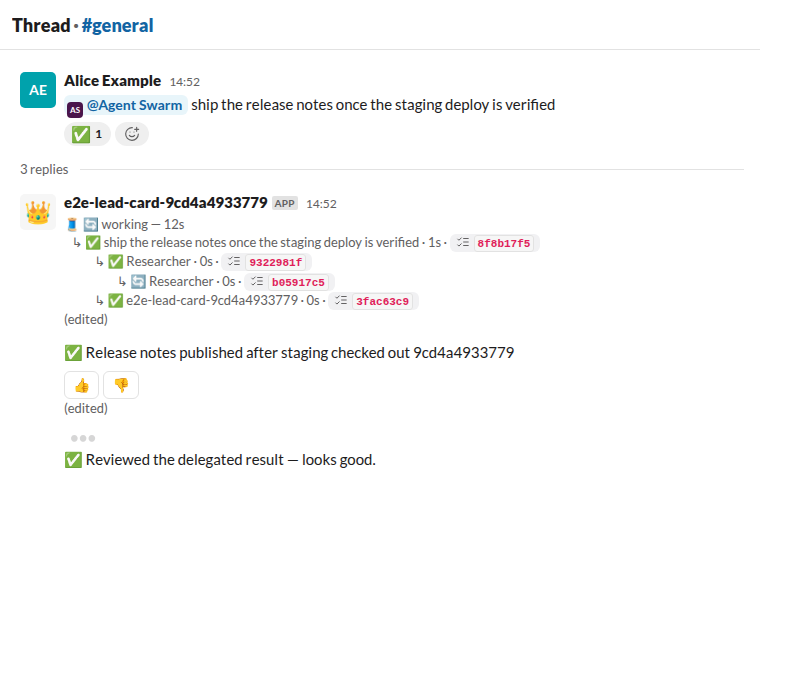 Thread · #general
AE
Alice Example 14:52
AS @Agent Swarm ship the release notes once the staging deploy is verified
✅ 1
3 replies
e2e-lead-card-9cd4a4933779 APP 14:52
🧵 🔄 working — 12s
↳ ✅ ship the release notes once the staging deploy is verified · 1s · 8f8b17f5
↳ ✅ Researcher · 0s · 9322981f
↳ 🔄 Researcher · 0s · b05917c5
↳ ✅ e2e-lead-card-9cd4a4933779 · 0s · 3fac63c9
(edited)
✅ Release notes published after staging checked out 9cd4a4933779
👍 👎
(edited)
✅ Reviewed the delegated result — looks good.